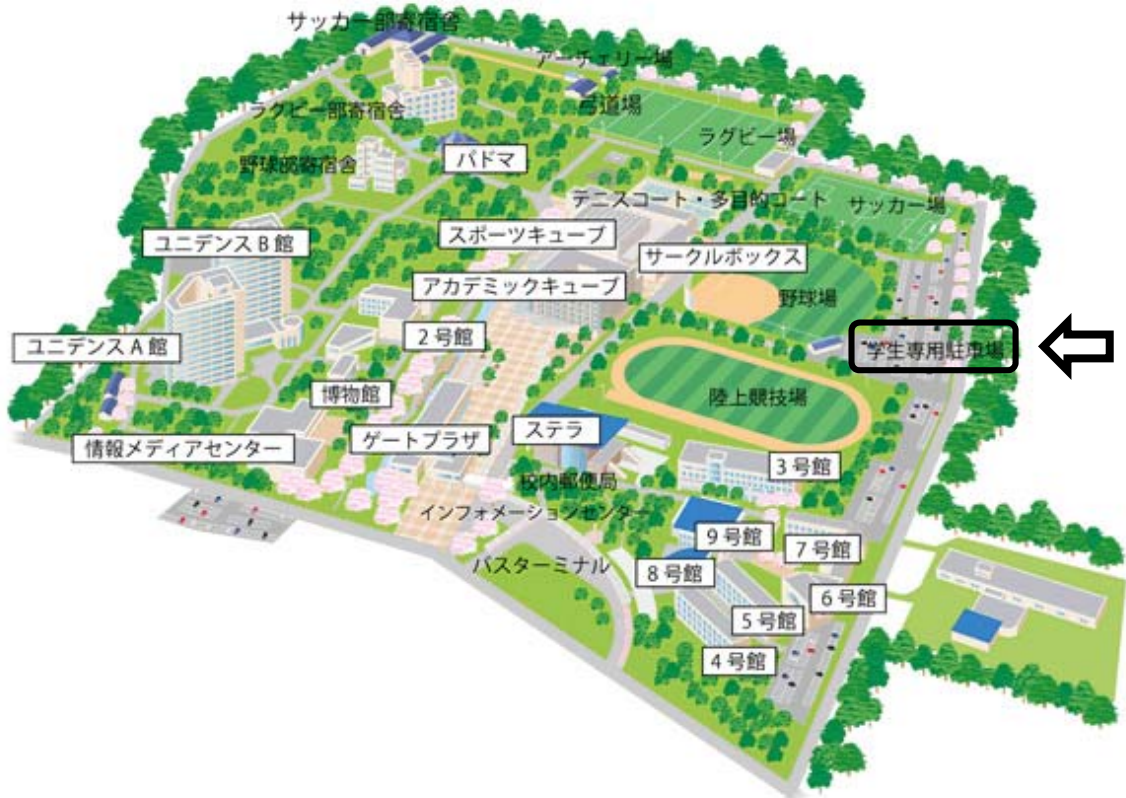 サッカー部寄宿舎
アーチェリー場
ラグビー部寄宿舎
弓道場
ラグビー場
野球部寄宿舎
パドマ
テニスコート・多目的コート
サッカー場
スポーツキューブ
ユニデンスB館
サークルボックス
アカデミックキューブ
野球場
2号館
ユニデンスA館
学生専用駐車場
博物館
陸上競技場
情報メディアセンター
ゲートプラザ
ステラ
3号館
校内郵便局
インフォメーションセンター
9号館
7号館
バスターミナル
8号館
6号館
5号館
4号館